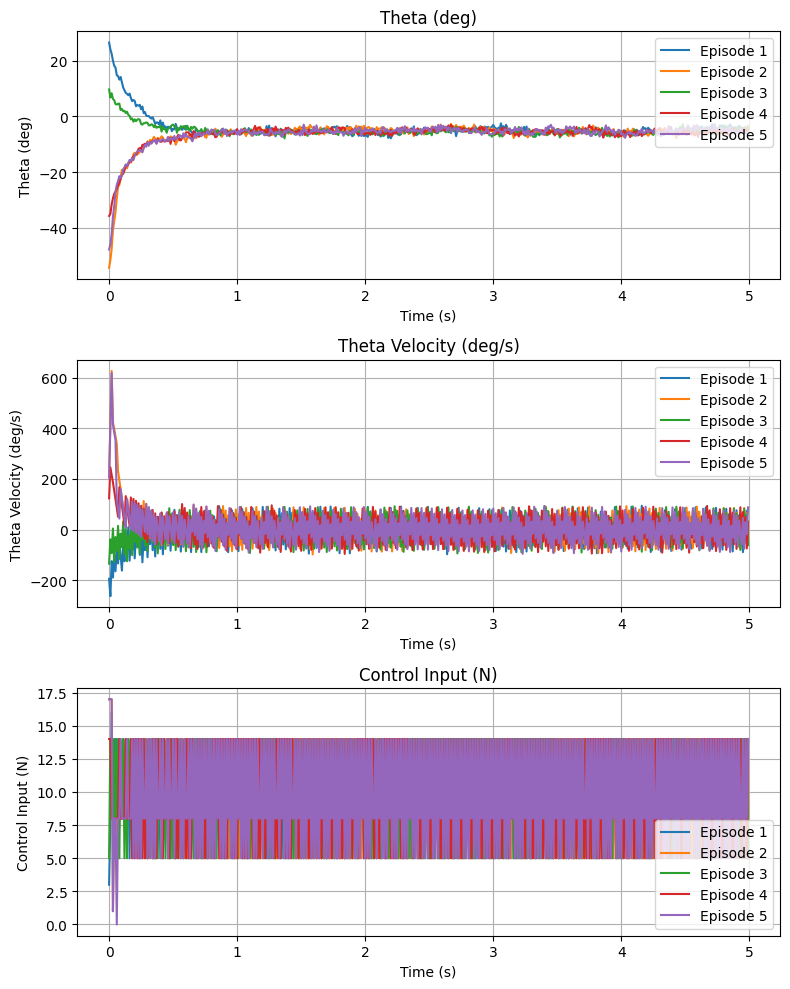 Theta (deg)
Theta (deg)
20
0
−20
−40
Episode 1
Episode 2
Episode 3
Episode 4
Episode 5
0
1
2
3
4
5
Time (s)
Theta Velocity (deg/s)
Theta Velocity (deg/s)
600
400
200
0
−200
Episode 1
Episode 2
Episode 3
Episode 4
Episode 5
0
1
2
3
4
5
Time (s)
Control Input (N)
Control Input (N)
17.5
15.0
12.5
10.0
7.5
5.0
2.5
0.0
Episode 1
Episode 2
Episode 3
Episode 4
Episode 5
0
1
2
3
4
5
Time (s)